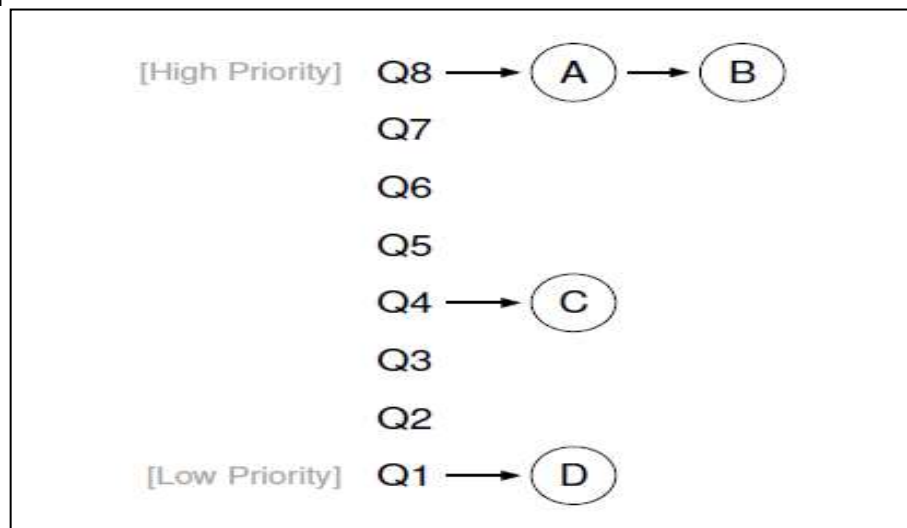 [High Priority] Q8 A B
Q7
Q6
Q5
Q4 C
Q3
Q2
[Low Priority] Q1 D